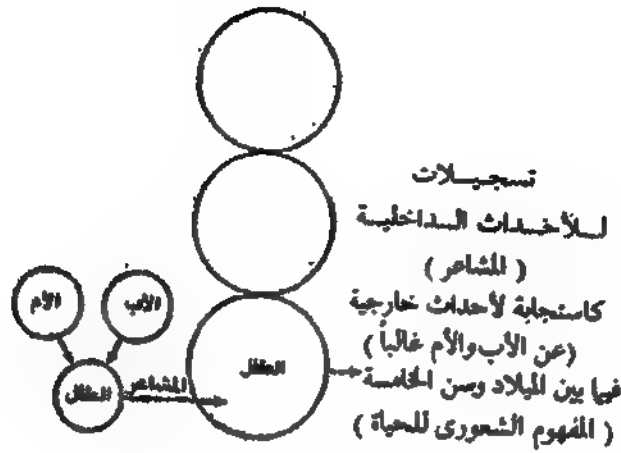 تسجيلات
للأحداث الداخلية
( المشاعر )
كاستجابة لأحداث خارجية
(عن الأب والأم غالباً )
فيما بين الميلاد وسن الخامسة
( المفهوم الشعورى للحياة )
الأم
الأب
الطفل
المشاعر
الطفل